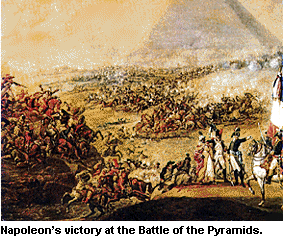 Napoleon's victory at the Battle of the Pyramids.